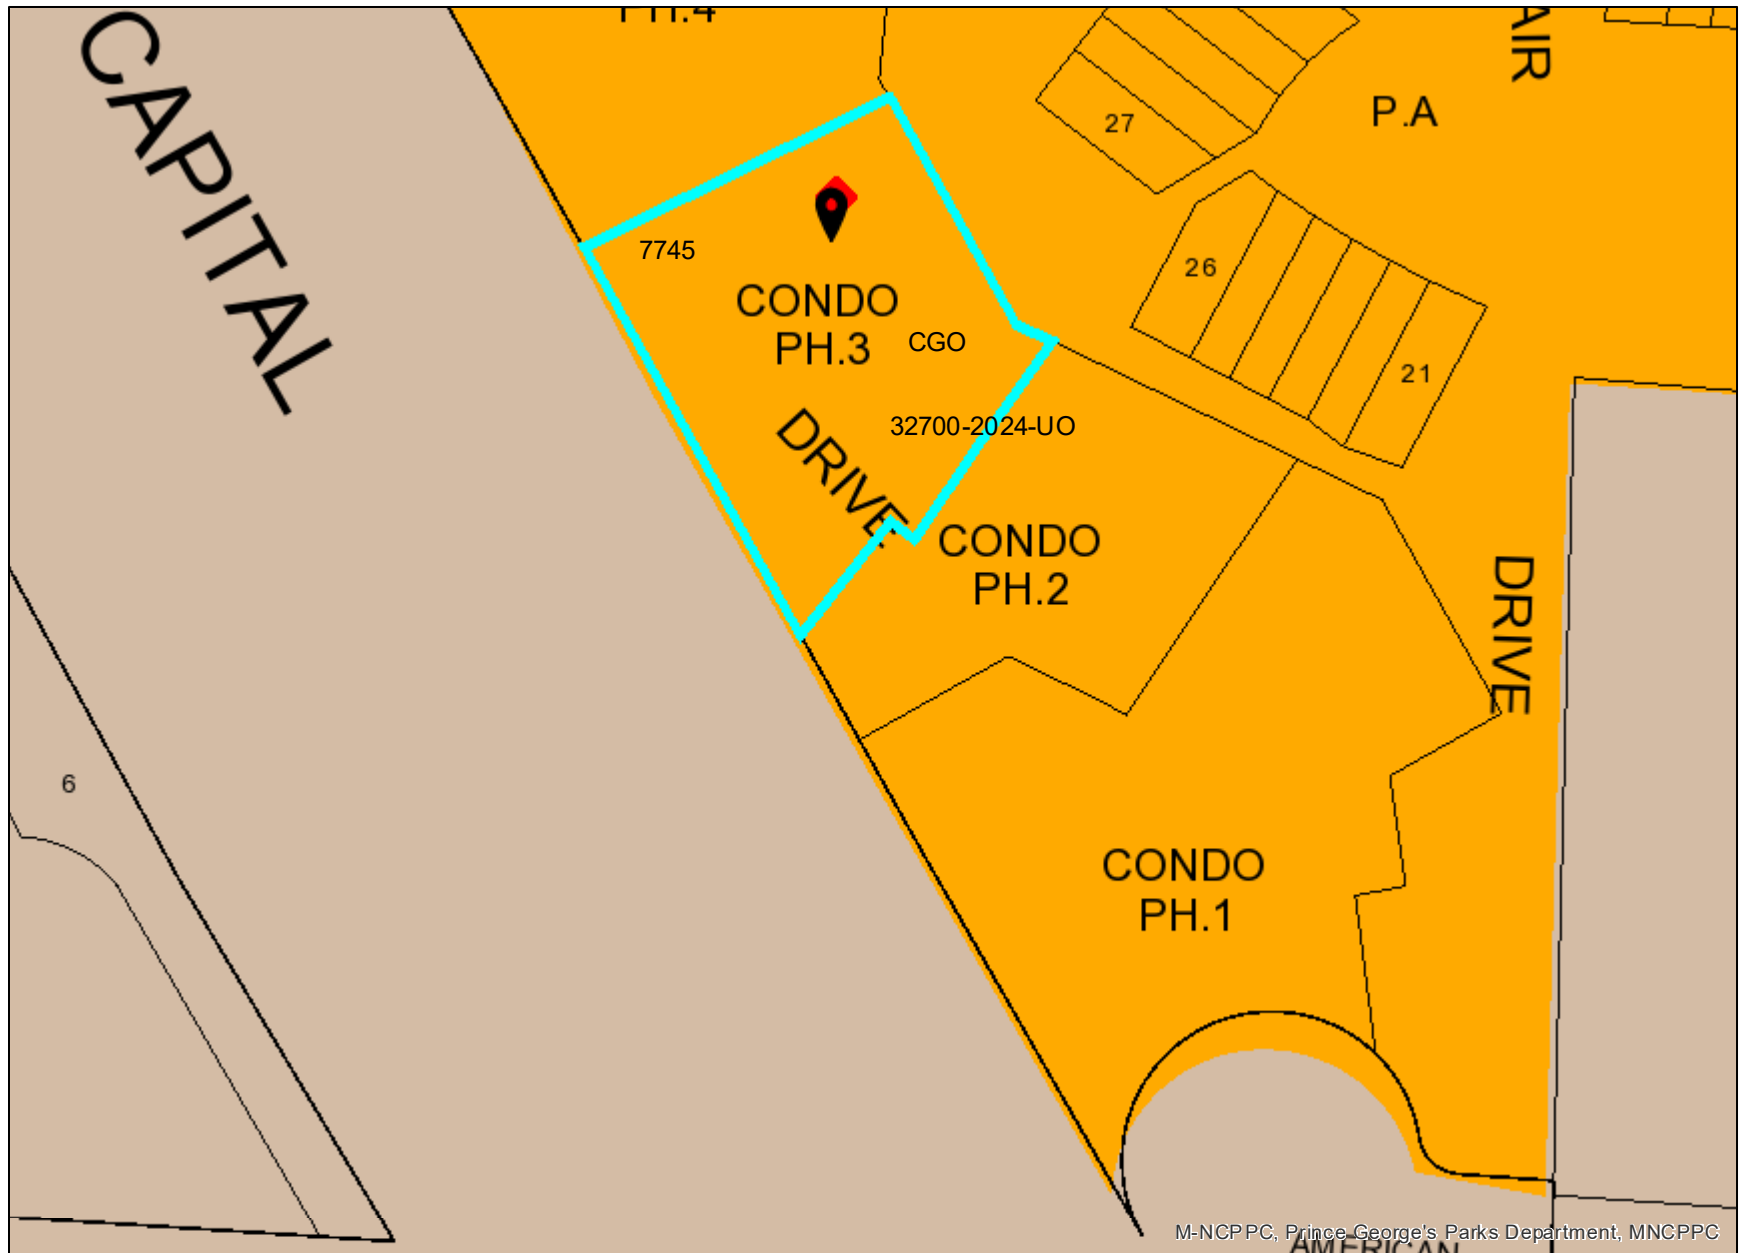 PH.4
CAPITAL
AIR
P.A
27
26
21
7745
CONDO
PH.3
CGO
32700-2024-UO
DRIVE
CONDO
PH.2
DRIVE
6
CONDO
PH.1
M-NCPPC, Prince George's Parks Department, MNCPPC
AMERICAN